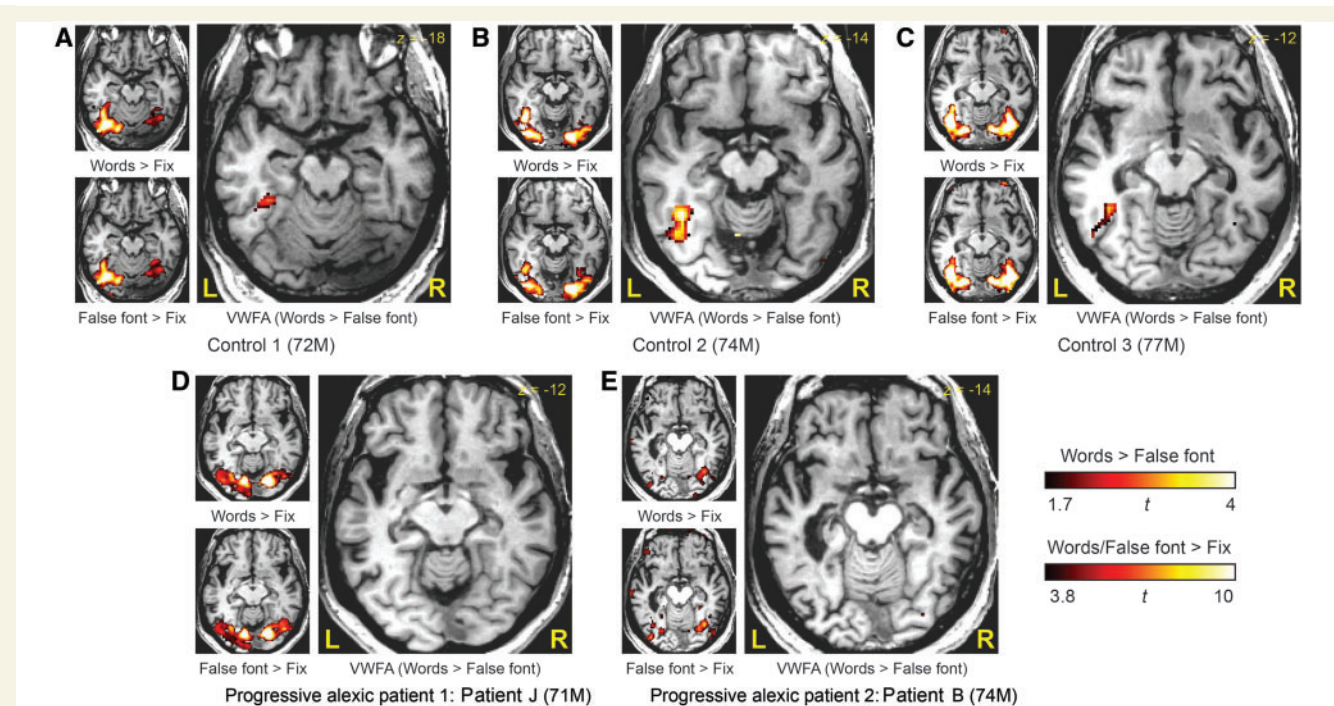 A
z = -18
Words > Fix
False font > Fix
L
R
VWFA (Words > False font)
Control 1 (72M)
B
z = -14
Words > Fix
False font > Fix
L
R
VWFA (Words > False font)
Control 2 (74M)
C
z = -12
Words > Fix
False font > Fix
L
R
VWFA (Words > False font)
Control 3 (77M)
D
z = -12
Words > Fix
False font > Fix
L
R
VWFA (Words > False font)
Progressive alexic patient 1: Patient J (71M)
E
z = -14
Words > Fix
False font > Fix
L
R
VWFA (Words > False font)
Progressive alexic patient 2: Patient B (74M)
Words > False font
1.7 t 4
Words/False font > Fix
3.8 t 10